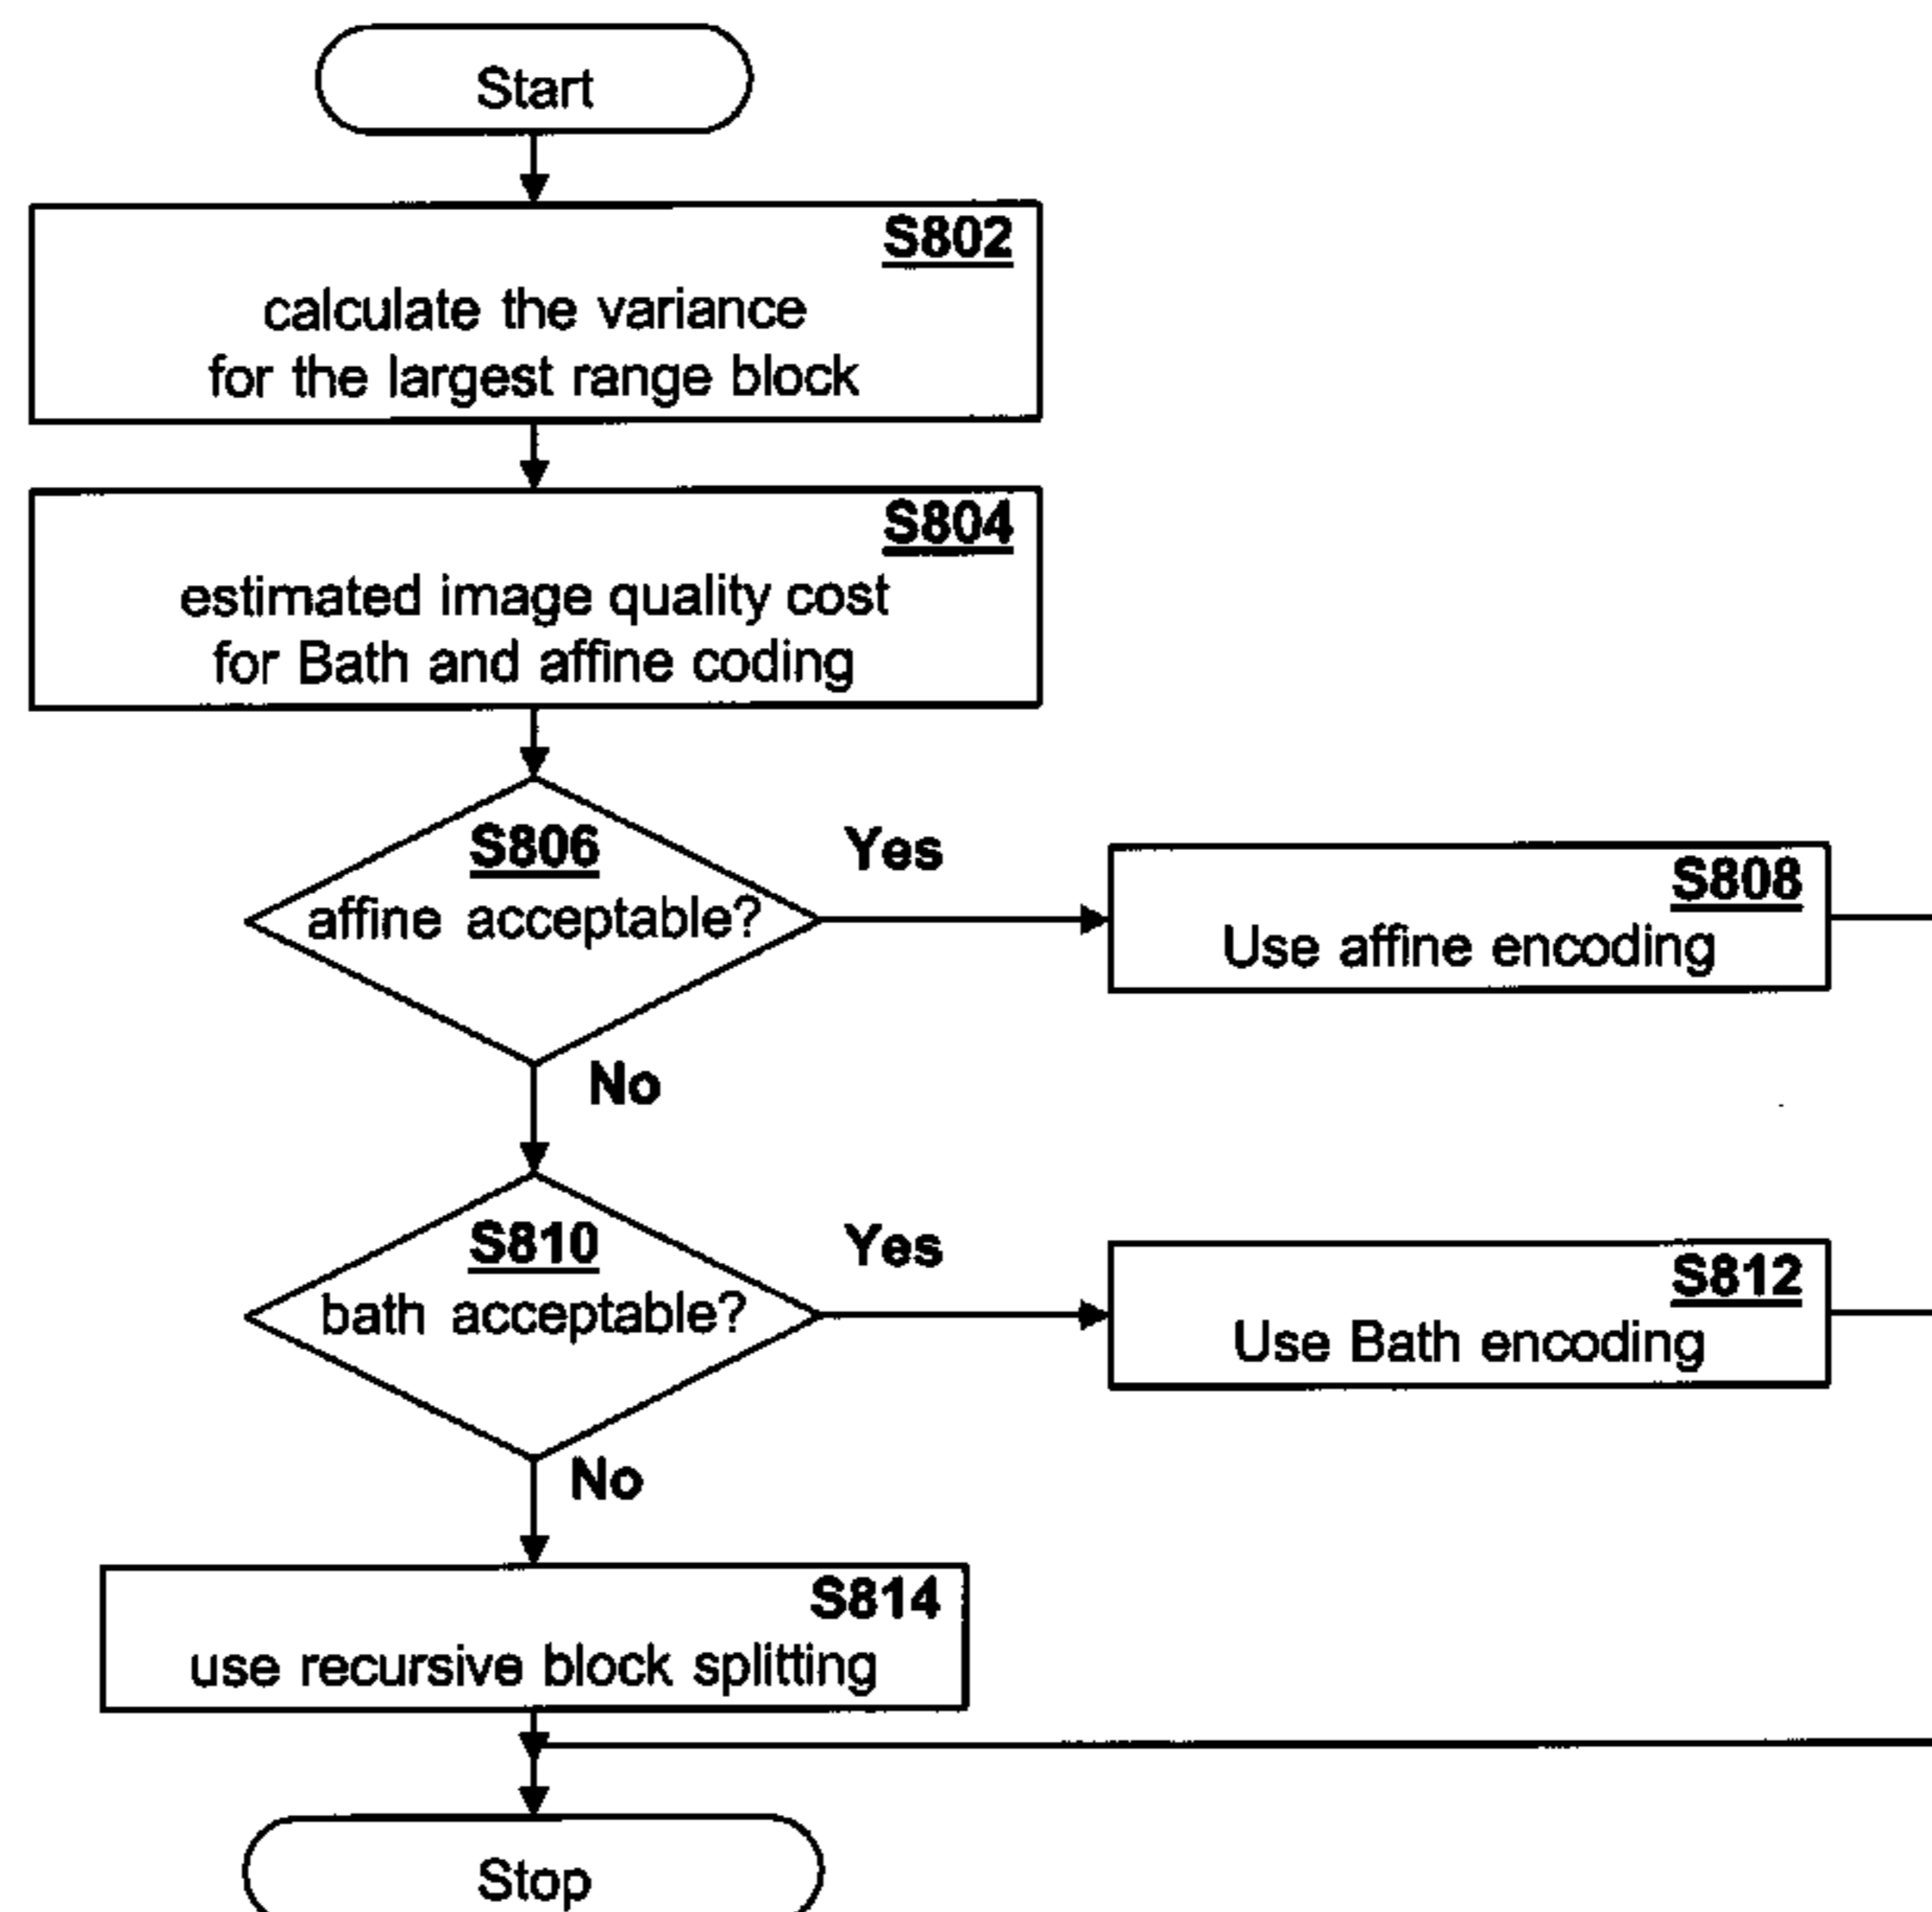 Start
S802
calculate the variance
for the largest range block
S804
estimated image quality cost
for Bath and affine coding
S806
affine acceptable?
Yes
S808
Use affine encoding
No
S810
bath acceptable?
Yes
S812
Use Bath encoding
No
S814
use recursive block splitting
Stop